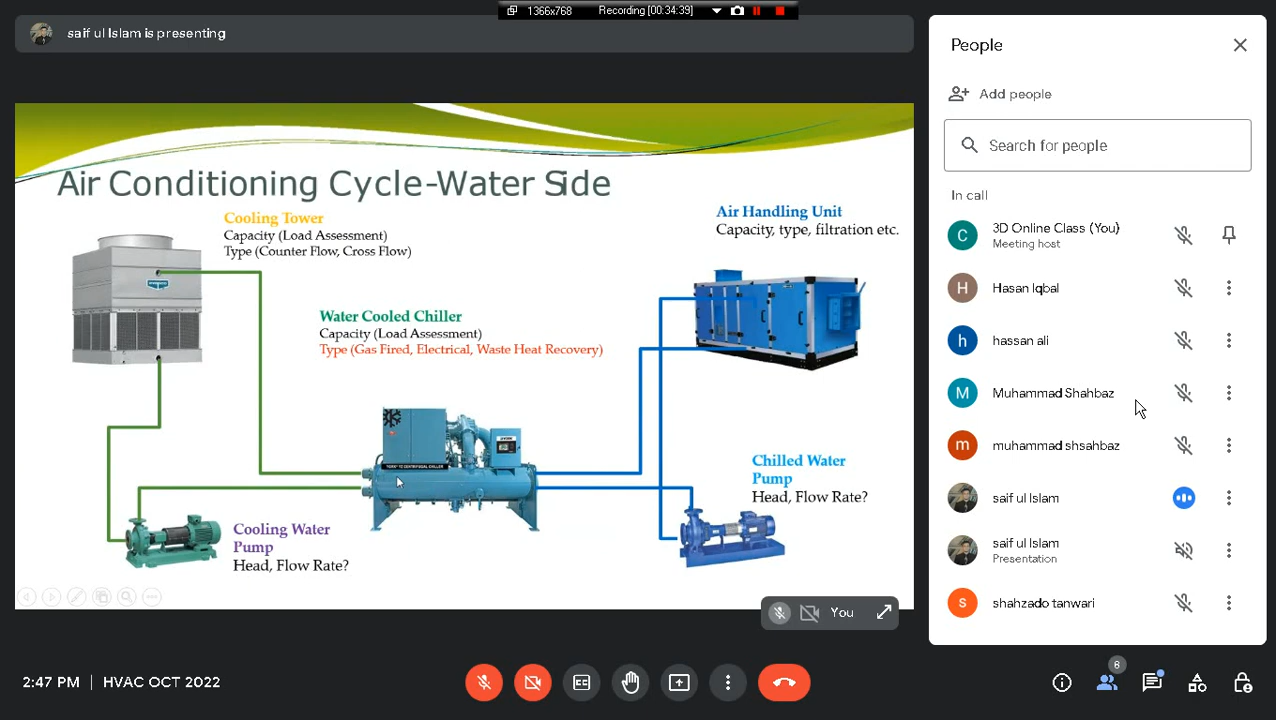 1366x768 Recording [00:34:39]
saif ul Islam is presenting
Air Conditioning Cycle-Water Side
Cooling Tower
Capacity (Load Assessment)
Type (Counter Flow, Cross Flow)
Air Handling Unit
Capacity, type, filtration etc.
Water Cooled Chiller
Capacity (Load Assessment)
Type (Gas Fired, Electrical, Waste Heat Recovery)
Cooling Water
Pump
Head, Flow Rate?
Chilled Water
Pump
Head, Flow Rate?
You
People
Add people
Search for people
In call
C
3D Online Class (You)
Meeting host
H
Hasan Iqbal
h
hassan ali
M
Muhammad Shahbaz
m
muhammad shsahbaz
saif ul Islam
saif ul Islam
Presentation
s
shahzado tanwari
2:47 PM | HVAC OCT 2022
8